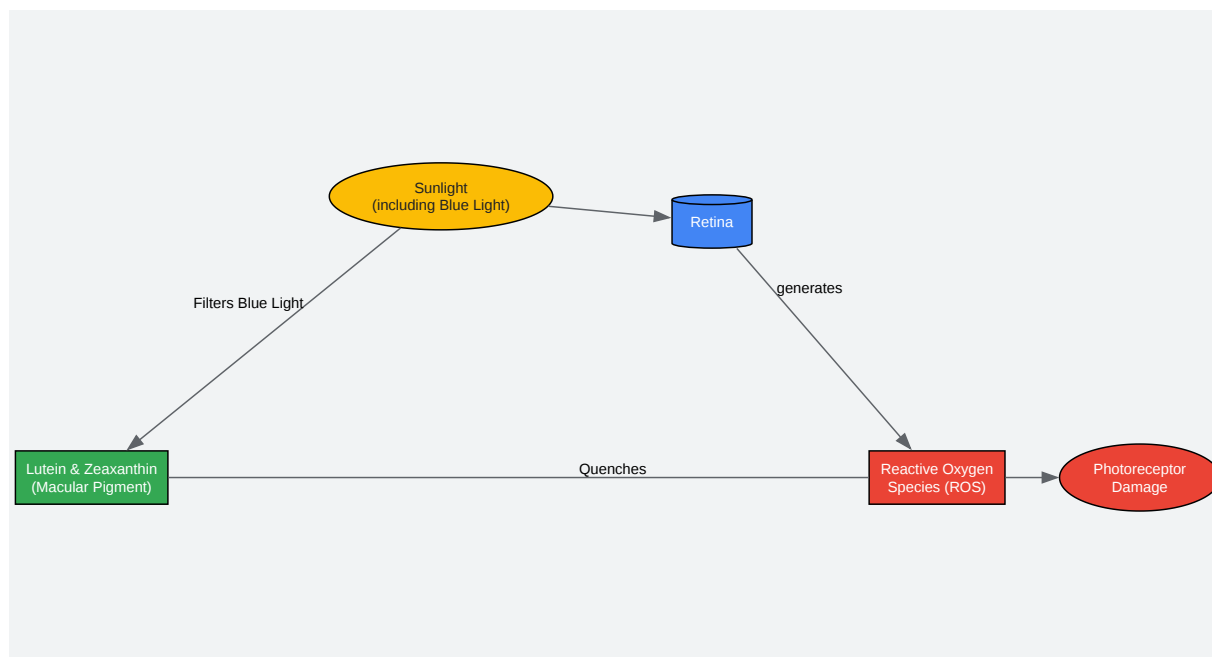 Sunlight
(including Blue Light)
Retina
generates
Filters Blue Light
Lutein & Zeaxanthin
(Macular Pigment)
Quenches
Reactive Oxygen
Species (ROS)
Photoreceptor
Damage